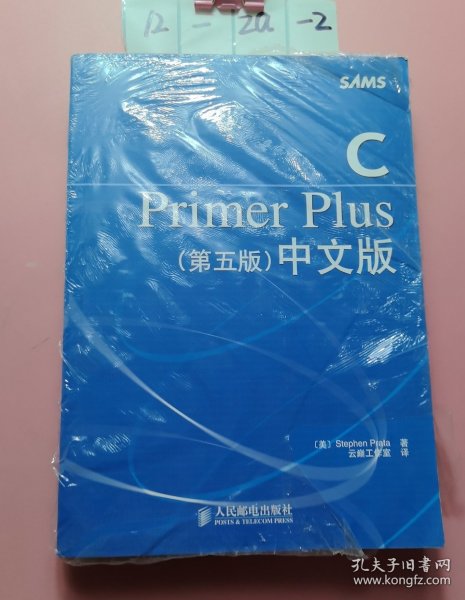 12 - 2a - 2
SAMS
C
Primer Plus
(第五版) 中文版
〔美〕 Stephen Prata 著
云巅工作室 译
人民邮电出版社
POSTS & TELECOM PRESS
孔夫子旧书网
www.kongfz.com